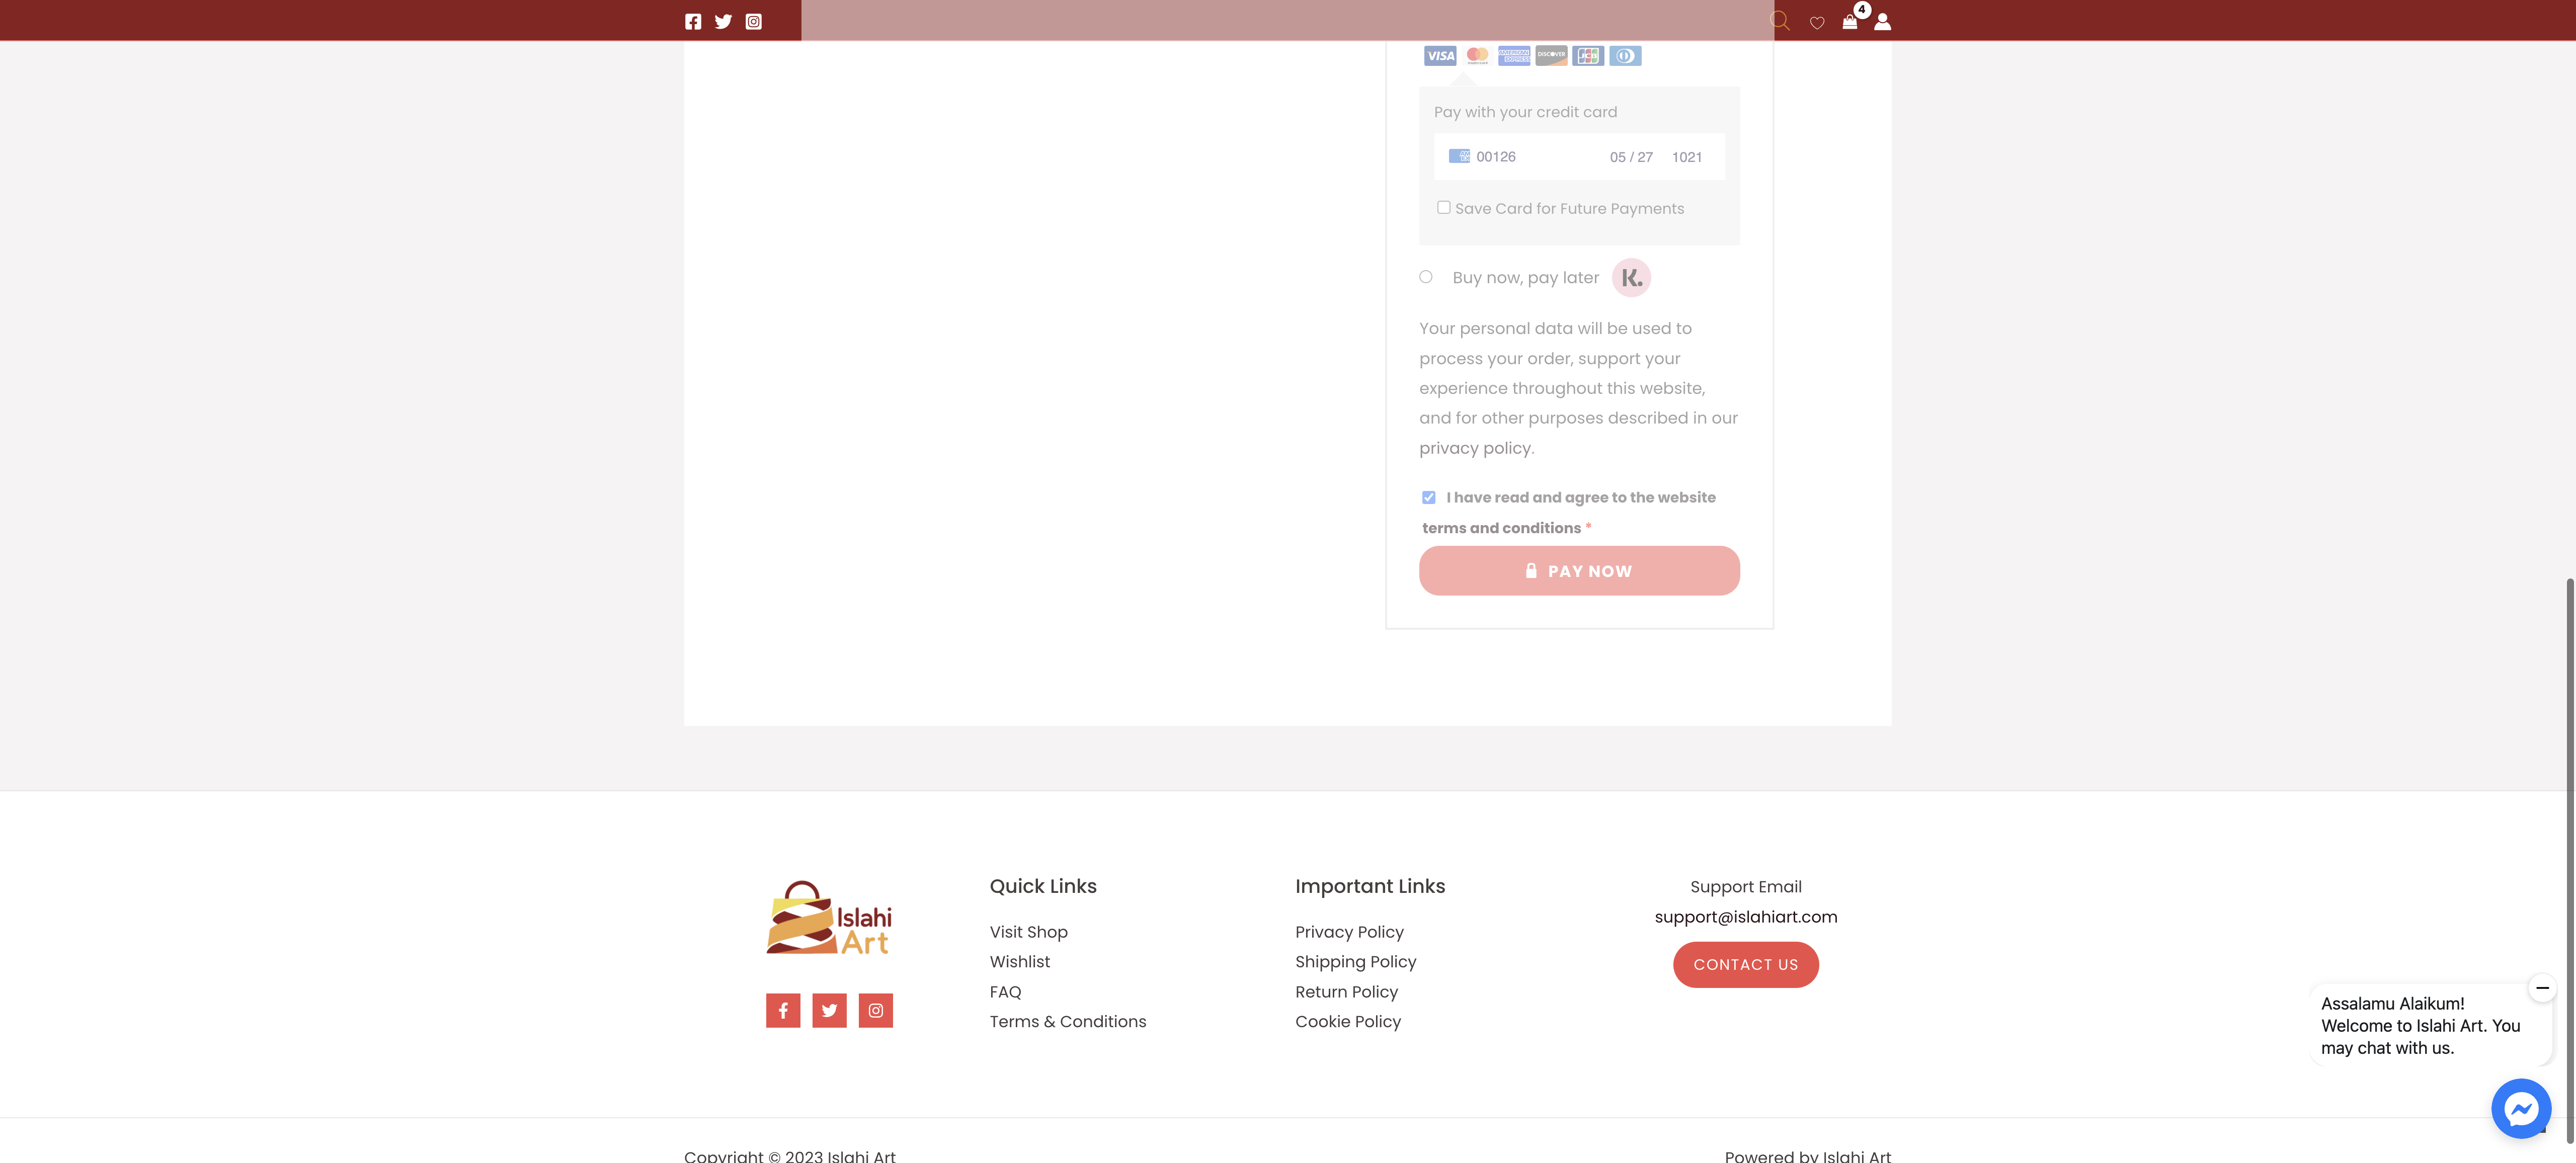 4
VISA
DISCOVER
JCB
Pay with your credit card
00126 05 / 27 1021
Save Card for Future Payments
Buy now, pay later K.
Your personal data will be used to
process your order, support your
experience throughout this website,
and for other purposes described in our
privacy policy.
I have read and agree to the website
terms and conditions *
PAY NOW
Islahi
Art
Quick Links
Visit Shop
Wishlist
FAQ
Terms & Conditions
Important Links
Privacy Policy
Shipping Policy
Return Policy
Cookie Policy
Support Email
support@islahiart.com
CONTACT US
Assalamu Alaikum!
Welcome to Islahi Art. You
may chat with us.
Copyright © 2023 Islahi Art
Powered by Islahi Art